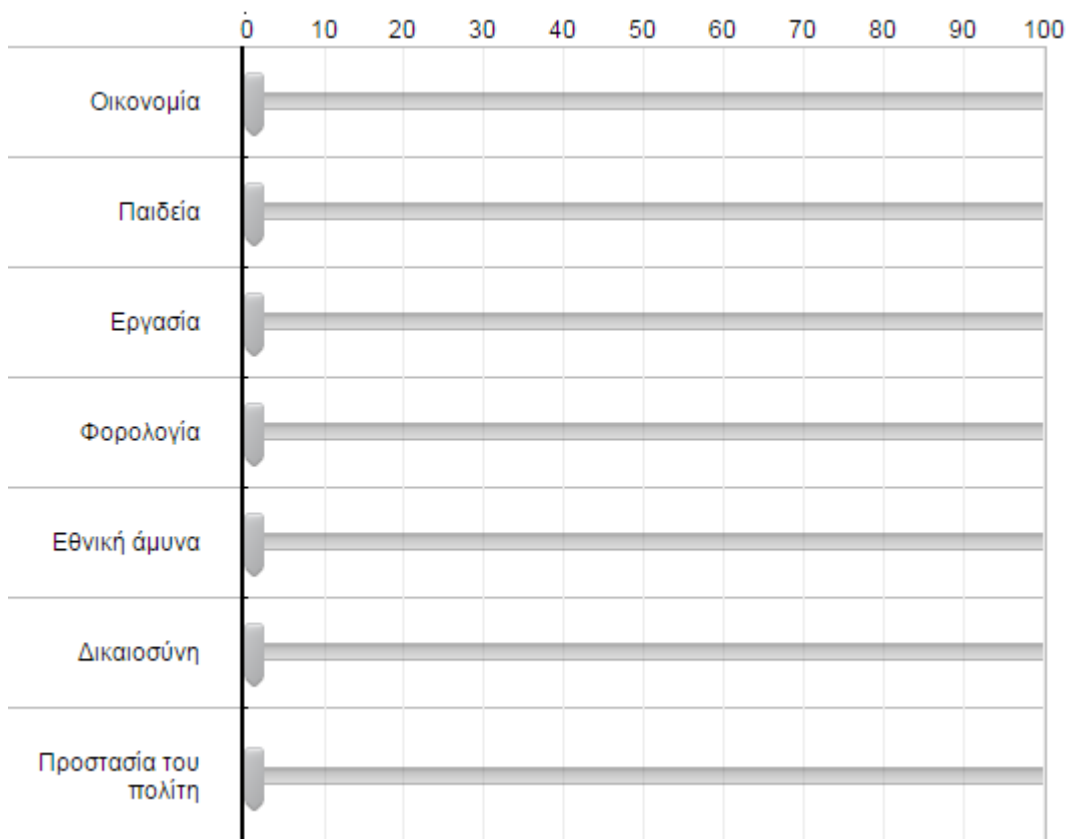 0 10 20 30 40 50 60 70 80 90 100
Οικονομία
Παιδεία
Εργασία
Φορολογία
Εθνική άμυνα
Δικαιοσύνη
Προστασία του
πολίτη